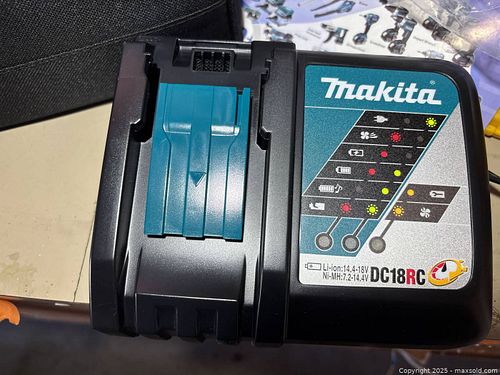 makita®
Li-ion:14.4-18V
Ni-MH:7.2-14.4V
DC18RC
Copyright © 2025 - maxsold.com